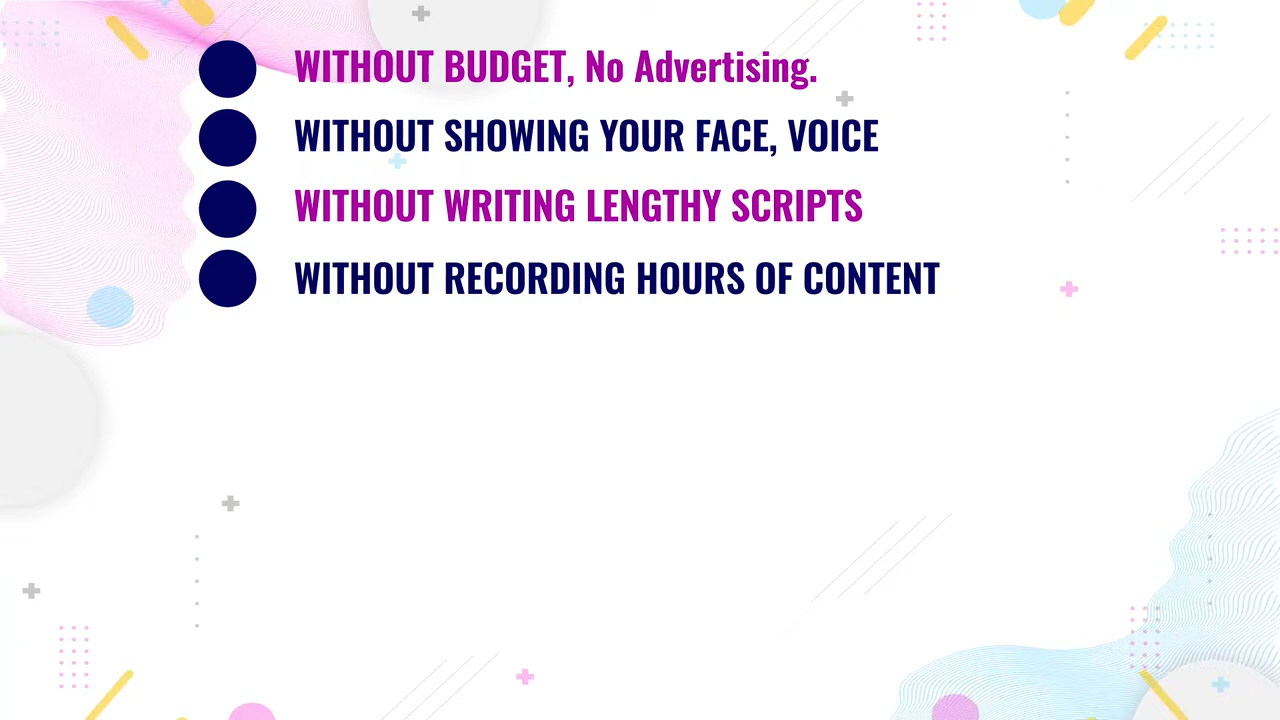 WITHOUT BUDGET, No Advertising.
WITHOUT SHOWING YOUR FACE, VOICE
WITHOUT WRITING LENGTHY SCRIPTS
WITHOUT RECORDING HOURS OF CONTENT